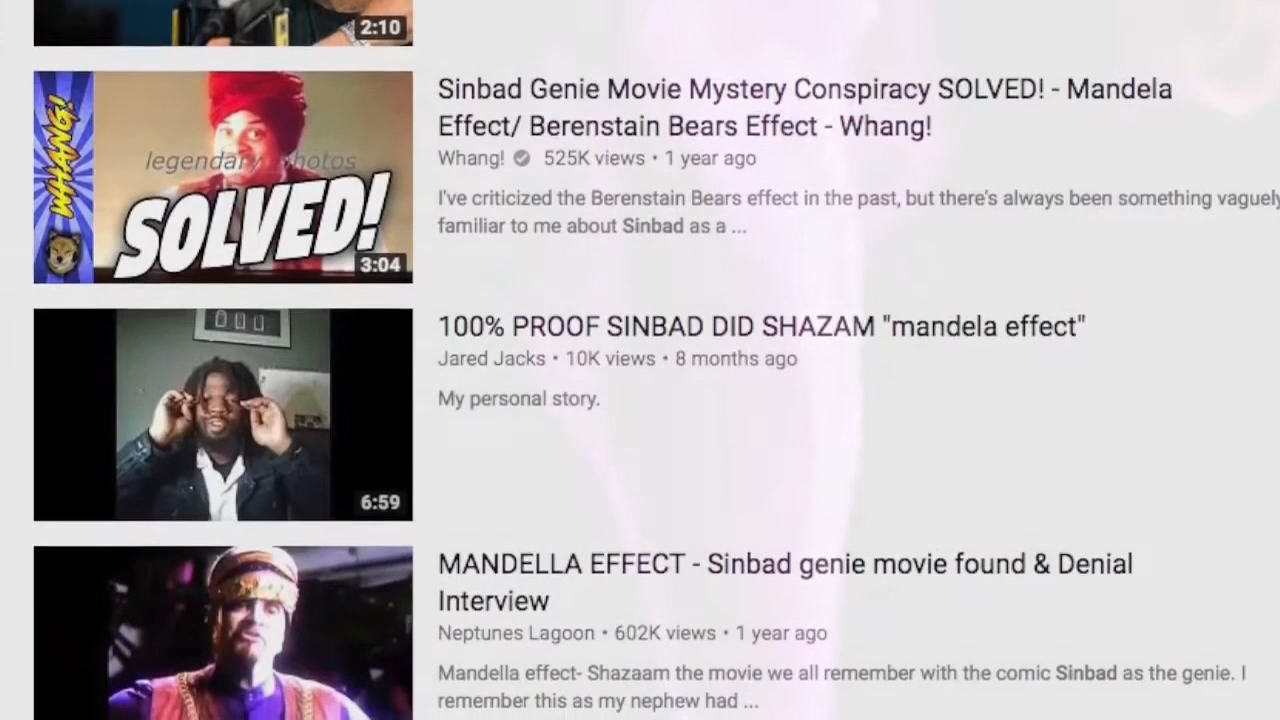 2:10
Sinbad Genie Movie Mystery Conspiracy SOLVED! - Mandela
Effect/ Berenstain Bears Effect - Whang!
Whang! 525K views • 1 year ago
I've criticized the Berenstain Bears effect in the past, but there's always been something vaguely
familiar to me about Sinbad as a ...
WHANG!
legendary photos
SOLVED!
3:04
100% PROOF SINBAD DID SHAZAM "mandela effect"
Jared Jacks • 10K views • 8 months ago
My personal story.
6:59
MANDELLA EFFECT - Sinbad genie movie found & Denial
Interview
Neptunes Lagoon • 602K views • 1 year ago
Mandella effect- Shazaam the movie we all remember with the comic Sinbad as the genie. I
remember this as my nephew had ...